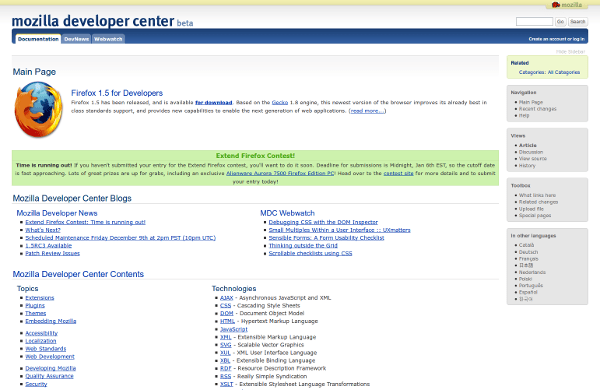 mozilla
mozilla developer center beta
Go Search
Documentation DevNews Webwatch
Create an account or log in
Hide Sidebar
Main Page
Firefox 1.5 for Developers
Firefox 1.5 has been released, and is available for download. Based on the Gecko 1.8 engine, this newest version of the browser improves its already best in
class standards support, and provides new capabilities to enable the next generation of web applications. (read more...)
Extend Firefox Contest!
Time is running out! If you haven't submitted your entry for the Extend Firefox contest, you'll want to do it soon. Deadline for submissions is Midnight, Jan 6th EST, so the cutoff date
is fast approaching. Lots of great prizes are up for grabs, including an exclusive Alienware Aurora 7500 Firefox Edition PC! Head over to the contest site for more details and to submit
your entry today!
Mozilla Developer Center Blogs
Mozilla Developer News
Extend Firefox Contest: Time is running out!
What's Next?
Scheduled Maintenance Friday December 9th at 2pm PST (10pm UTC)
1.5RC3 Available
Patch Review Issues
MDC Webwatch
Debugging CSS with the DOM Inspector
Small Multiples Within a User Interface :: UXmatters
Sensible Forms: A Form Usability Checklist
Thinking outside the Grid
Scrollable checklists using CSS
Mozilla Developer Center Contents
Topics
Extensions
Plugins
Themes
Embedding Mozilla
Accessibility
Localization
Web Standards
Web Development
Developing Mozilla
Quality Assurance
Security
Technologies
AJAX - Asynchronous JavaScript and XML
CSS - Cascading Style Sheets
DOM - Document Object Model
HTML - Hypertext Markup Language
JavaScript
XML - Extensible Markup Language
SVG - Scalable Vector Graphics
XUL - XML User Interface Language
XBL - Extensible Binding Language
RDF - Resource Description Framework
RSS - Really Simple Syndication
XSLT - Extensible Stylesheet Language Transformations
Related
Categories: All Categories
Navigation
Main Page
Recent changes
Help
Views
Article
Discussion
View source
History
Toolbox
What links here
Related changes
Upload file
Special pages
In other languages
Català
Deutsch
Français
日本語
Nederlands
Polski
Português
Español
한국어